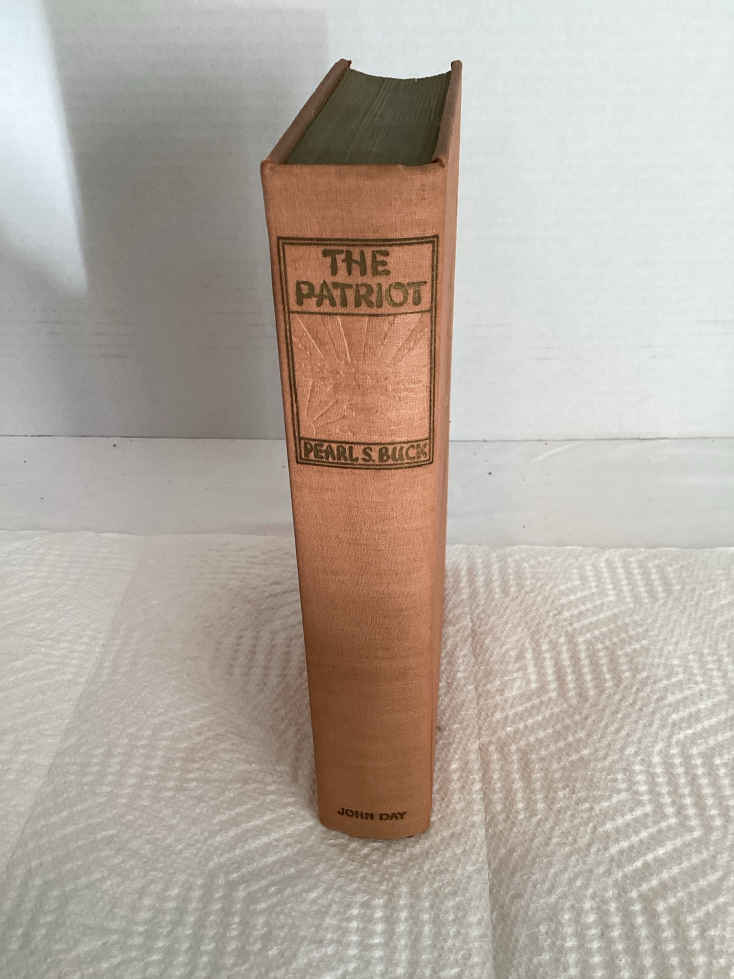 THE
PATRIOT
PEARL S. BUCK
JOHN DAY